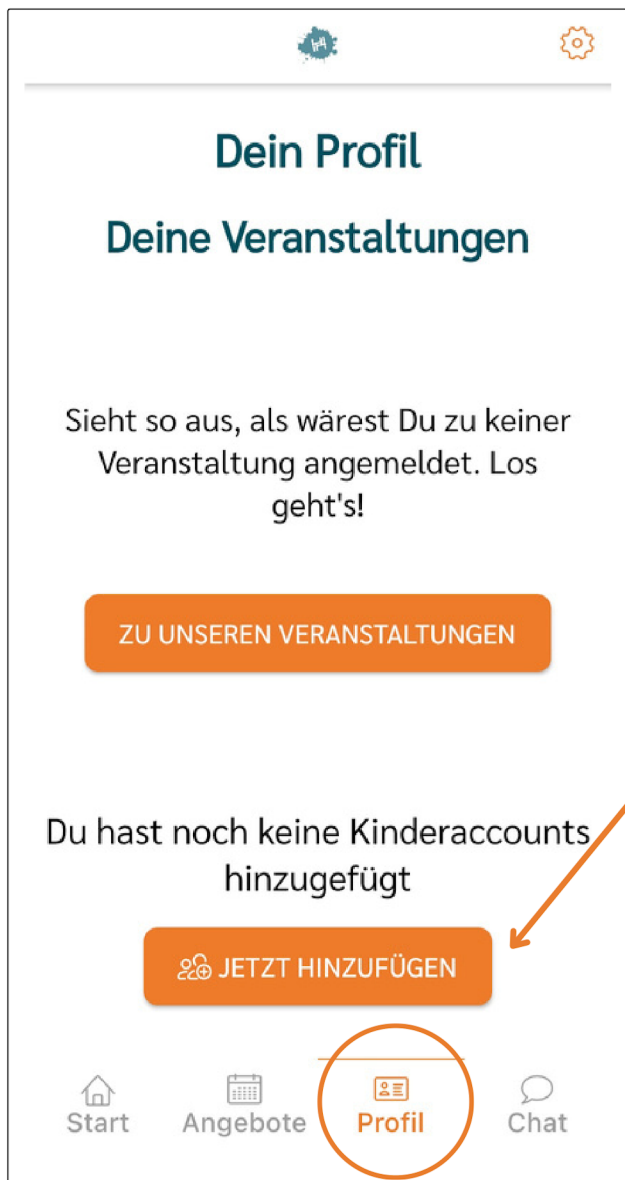 Dein Profil
Deine Veranstaltungen
Sieht so aus, als wärest Du zu keiner
Veranstaltung angemeldet. Los
geht's!
ZU UNSEREN VERANSTALTUNGEN
Du hast noch keine Kinderaccounts
hinzugefügt
JETZT HINZUFÜGEN
Start Angebote Profil Chat